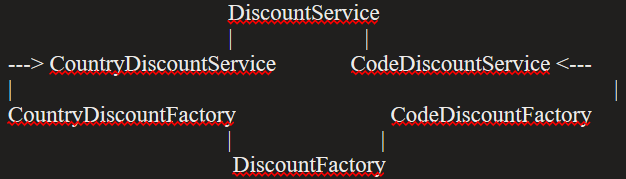 DiscountService
| |
---> CountryDiscountService CodeDiscountService <---
| |
CountryDiscountFactory CodeDiscountFactory
| |
DiscountFactory